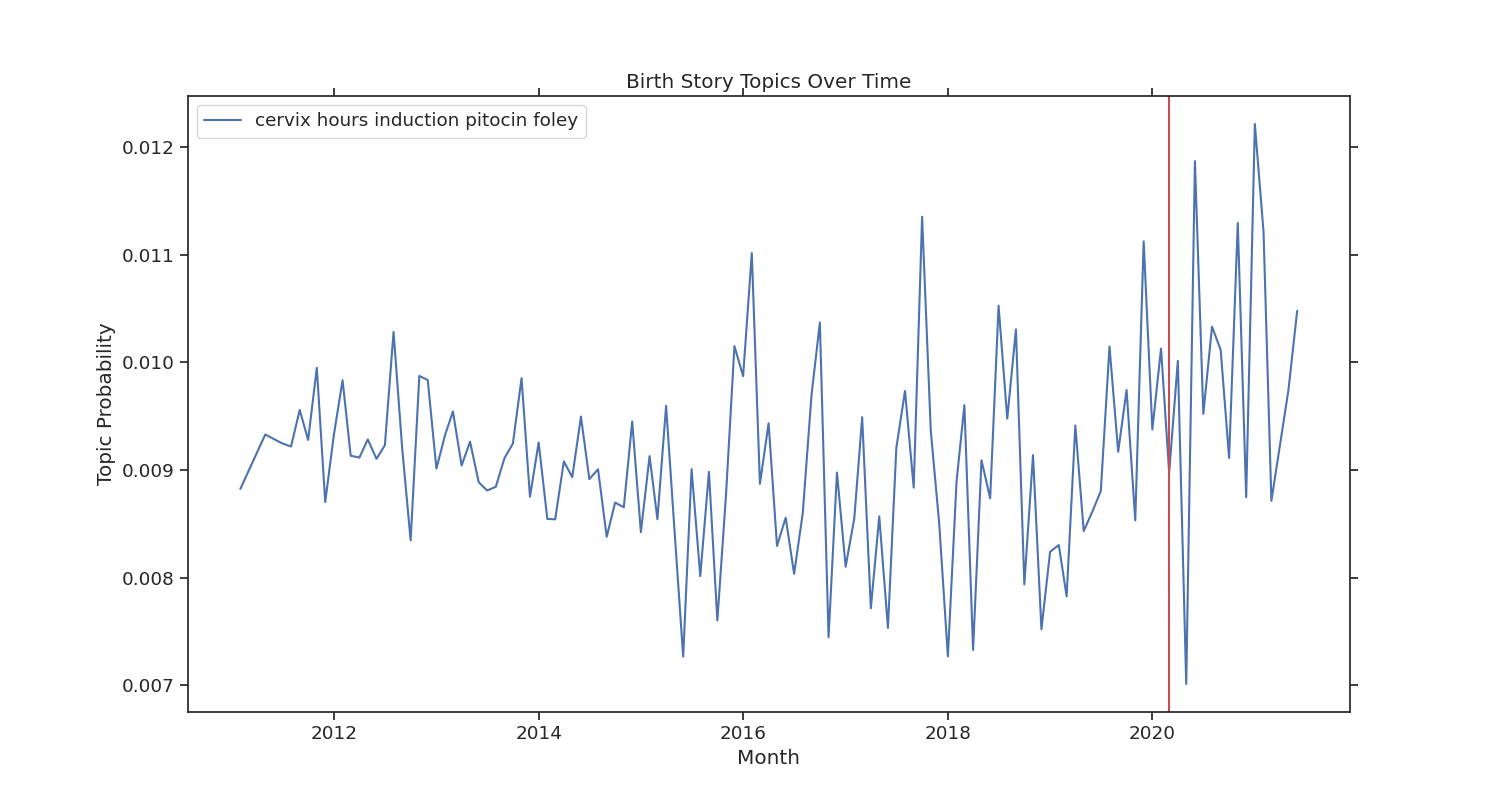 Birth Story Topics Over Time
cervix hours induction pitocin foley
Topic Probability
0.012
0.011
0.010
0.009
0.008
0.007
2012
2014
2016
2018
2020
Month